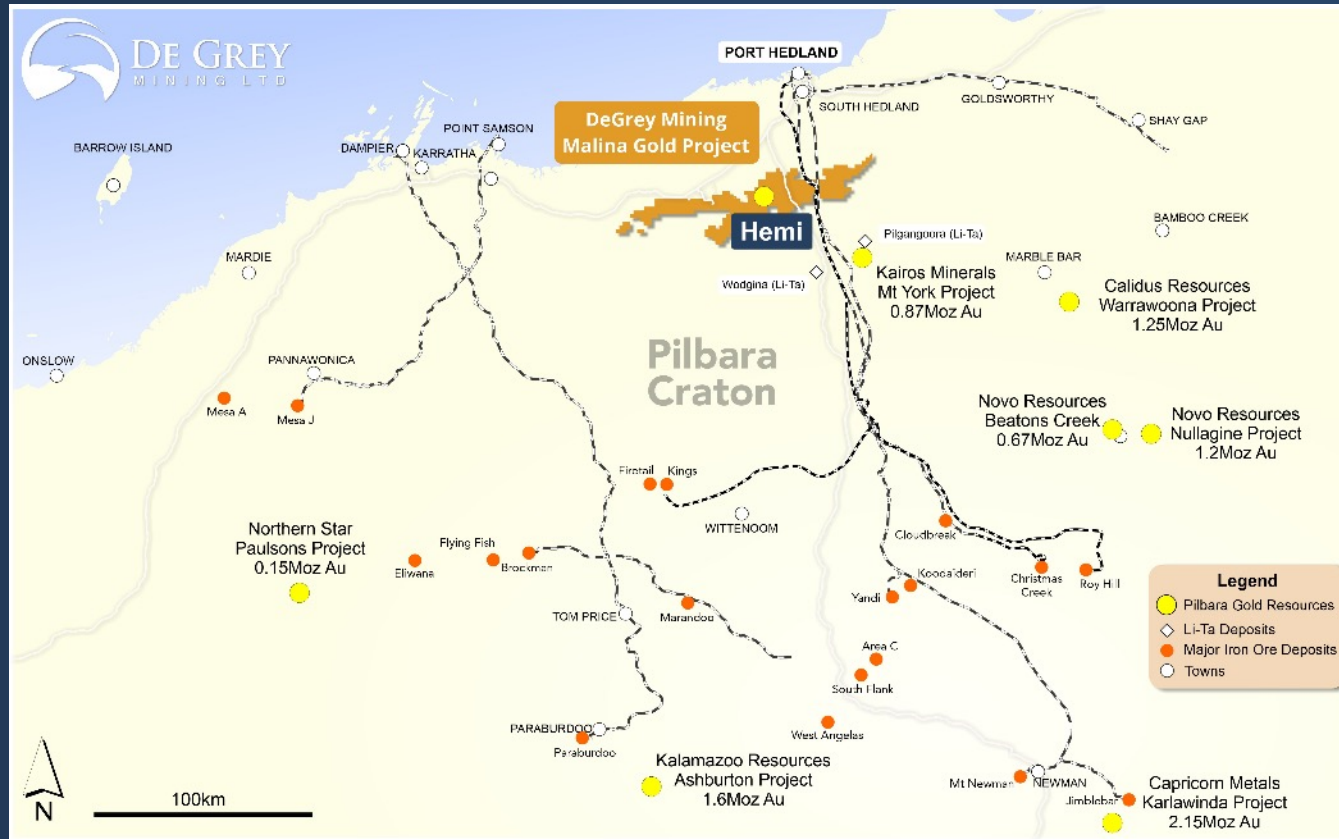 DE GREY
MINING LTD
PORT HEDLAND
SOUTH HEDLAND
GOLDSWORTHY
SHAY GAP
DeGrey Mining
Malina Gold Project
POINT SAMSON
DAMPIER
KARRATHA
BARROW ISLAND
Hemi
Pilgangoora (Li-Ta)
Wodgina (Li-Ta)
Kairos Minerals
Mt York Project
0.87Moz Au
BAMBOO CREEK
MARBLE BAR
Calidus Resources
Warrawoona Project
1.25Moz Au
MARDIE
ONSLOW
PANNAWONICA
Mesa A
Mesa J
Pilbara
Craton
Novo Resources
Beatons Creek
0.67Moz Au
Novo Resources
Nullagine Project
1.2Moz Au
Firetail
Kings
WITTENOOM
Cloudbreak
Northern Star
Paulsons Project
0.15Moz Au
Flying Fish
Eliwana
Brockman
Koodaideri
Yandi
Christmas
Creek
Roy Hill
TOM PRICE
Marandoo
Area C
South Flank
West Angelas
PARABURDOO
Paraburdoo
Kalamazoo Resources
Ashburton Project
1.6Moz Au
Mt Newman
NEWMAN
Jimblebar
Capricorn Metals
Karlawinda Project
2.15Moz Au
Legend
Pilbara Gold Resources
Li-Ta Deposits
Major Iron Ore Deposits
Towns
N
100km